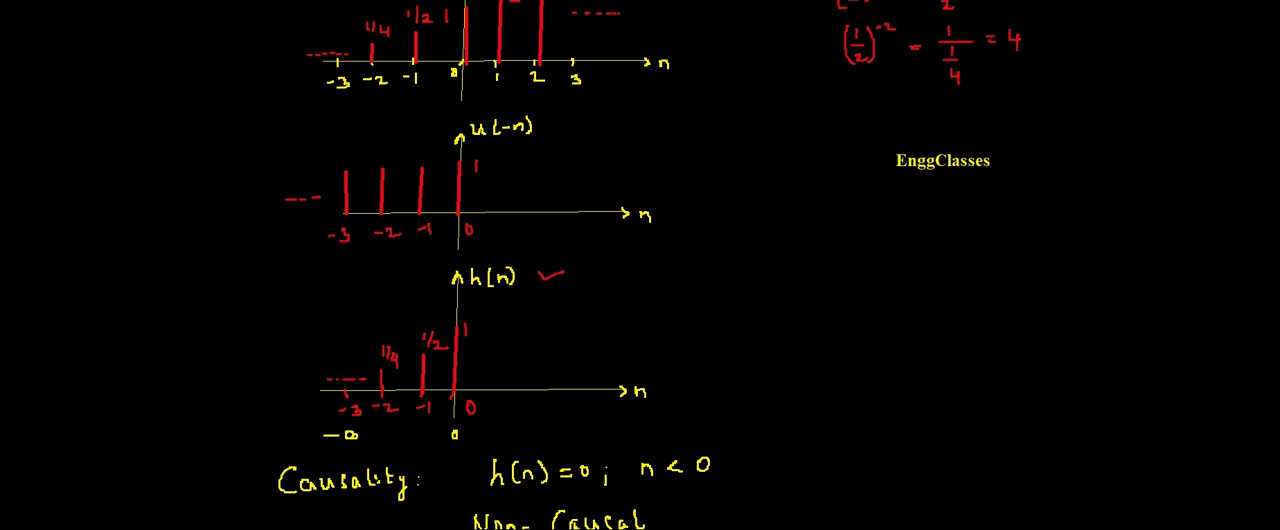 1/4 1/2 1 ......
...... -3 -2 -1 0 1 2 3 n
2
(1/2)^-2 = 1/(1/4) = 4
EnggClasses
u(-n)
1
--- n
-3 -2 -1 0
h(n) ✓
1/4 1/2 1
----- n
-3 -2 -1 0
-∞ 0
Causality: h(n) = 0; n < 0
Non-Causal